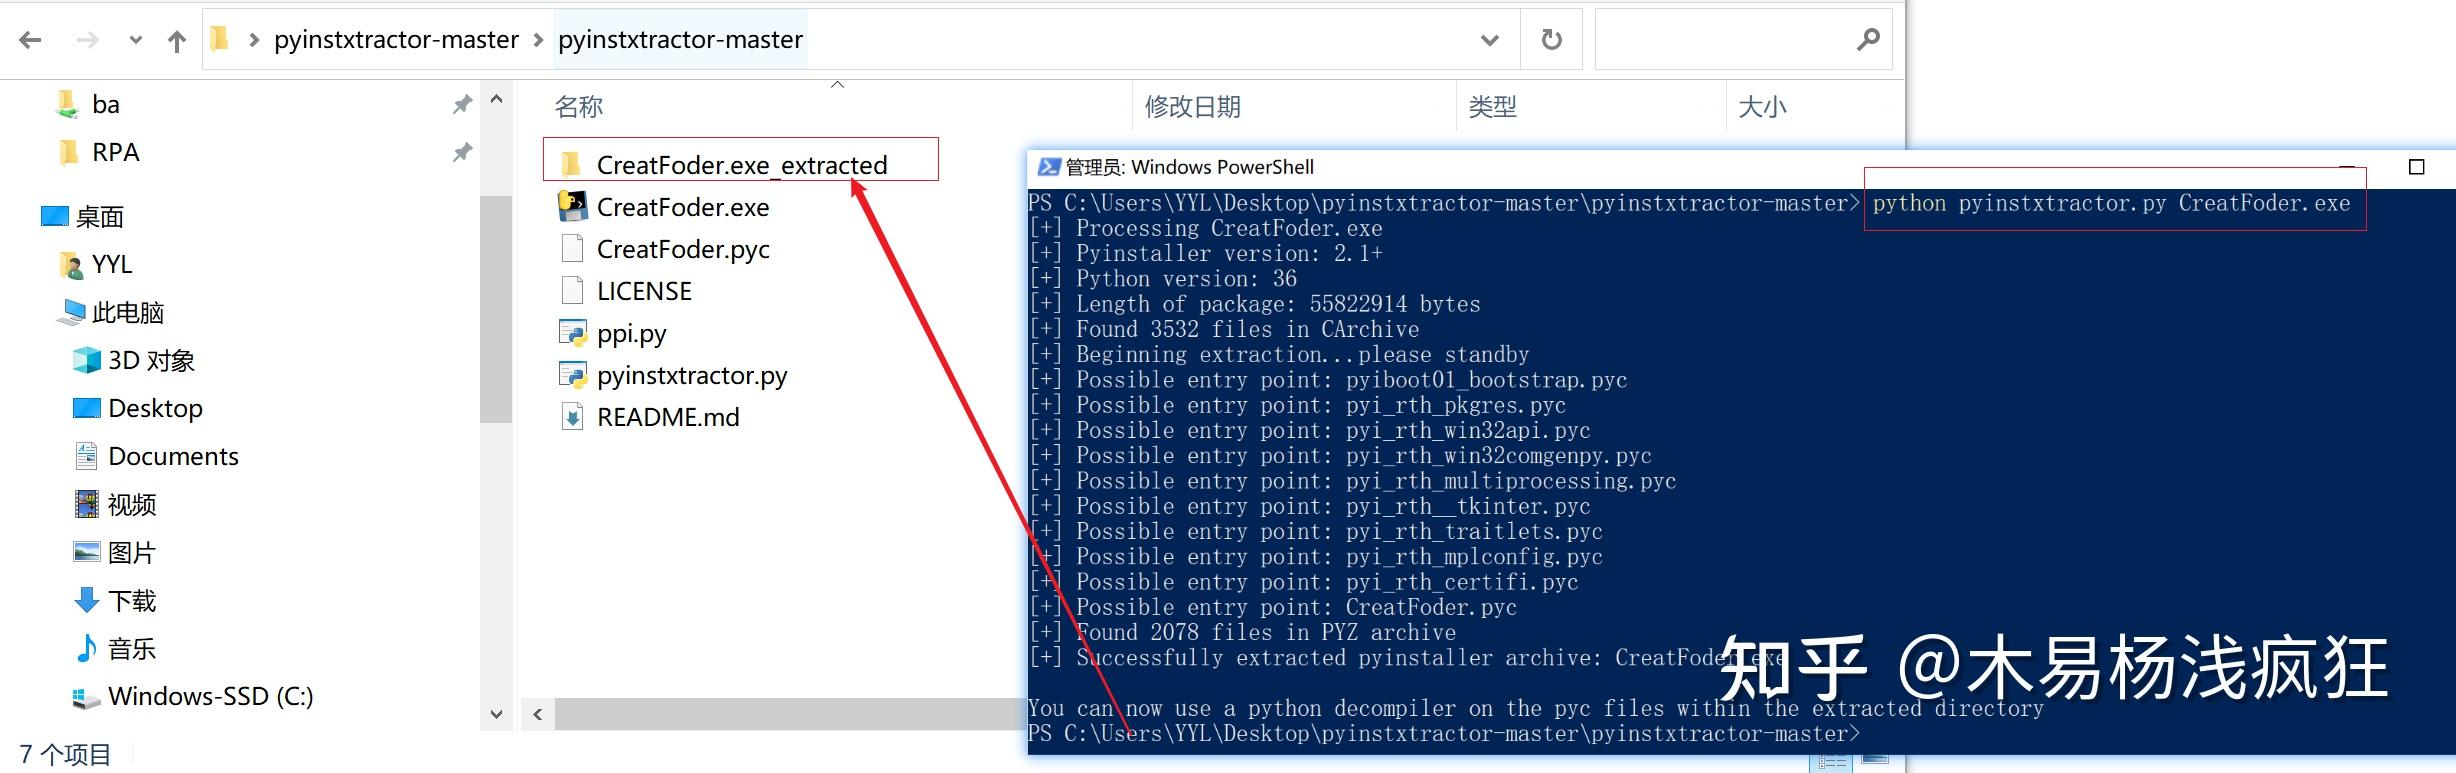 pyinstxtractor-master
pyinstxtractor-master
ba
RPA
桌面
YYL
此电脑
3D 对象
Desktop
Documents
视频
图片
下载
音乐
Windows-SSD (C:)
7 个项目
名称
修改日期
类型
大小
CreatFoder.exe_extracted
CreatFoder.exe
CreatFoder.pyc
LICENSE
ppi.py
pyinstxtractor.py
README.md
管理员: Windows PowerShell
PS C:\Users\YYL\Desktop\pyinstxtractor-master\pyinstxtractor-master> python pyinstxtractor.py CreatFoder.exe
[+] Processing CreatFoder.exe
[+] Pyinstaller version: 2.1+
[+] Python version: 36
[+] Length of package: 55822914 bytes
[+] Found 3532 files in CArchive
[+] Beginning extraction...please standby
[+] Possible entry point: pyiboot01_bootstrap.pyc
[+] Possible entry point: pyi_rth_pkgres.pyc
[+] Possible entry point: pyi_rth_win32api.pyc
[+] Possible entry point: pyi_rth_win32comgenpy.pyc
[+] Possible entry point: pyi_rth_multiprocessing.pyc
[+] Possible entry point: pyi_rth__tkinter.pyc
[+] Possible entry point: pyi_rth_traitlets.pyc
[+] Possible entry point: pyi_rth_mplconfig.pyc
[+] Possible entry point: pyi_rth_certifi.pyc
[+] Possible entry point: CreatFoder.pyc
[+] Found 2078 files in PYZ archive
[+] Successfully extracted pyinstaller archive: CreatFoder.exe
You can now use a python decompiler on the pyc files within the extracted directory
PS C:\Users\YYL\Desktop\pyinstxtractor-master\pyinstxtractor-master>
知乎 @木易杨浅疯狂